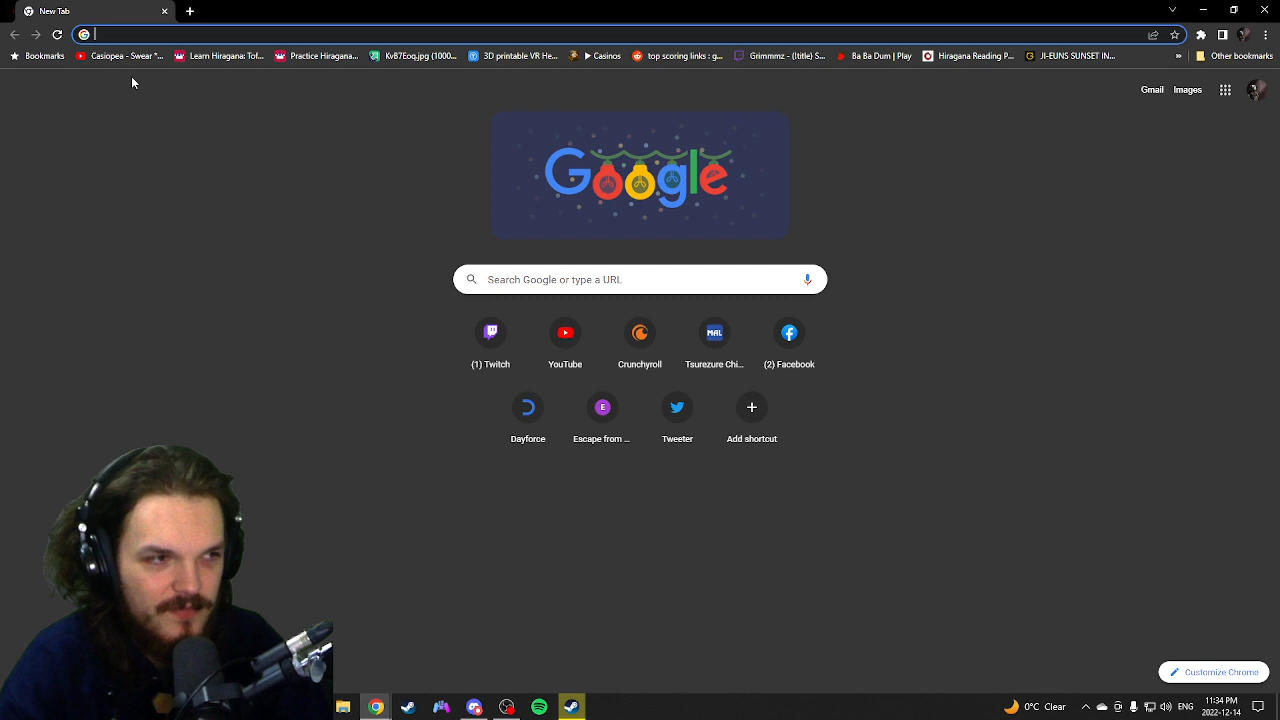 New Tab
Bookmarks
Casiopea - Swear *...
Learn Hiragana Tof...
Practice Hiragana...
KvB7Eoq.jpg (1000...
3D printable VR He...
▶ Casinos
top scoring links : g...
Grimmmz - (title) S...
Ba Ba Dum | Play
Hiragana Reading P...
JI-EUNS SUNSET IN...
»
Other bookmarks
Gmail
Images
Google
Search Google or type a URL
(1) Twitch
YouTube
Crunchyroll
MAL
Tsurezure Chi...
(2) Facebook
Dayforce
E
Escape from ...
Tweeter
Add shortcut
Customize Chrome
0°C Clear
ENG
11:34 PM
2022-12-14